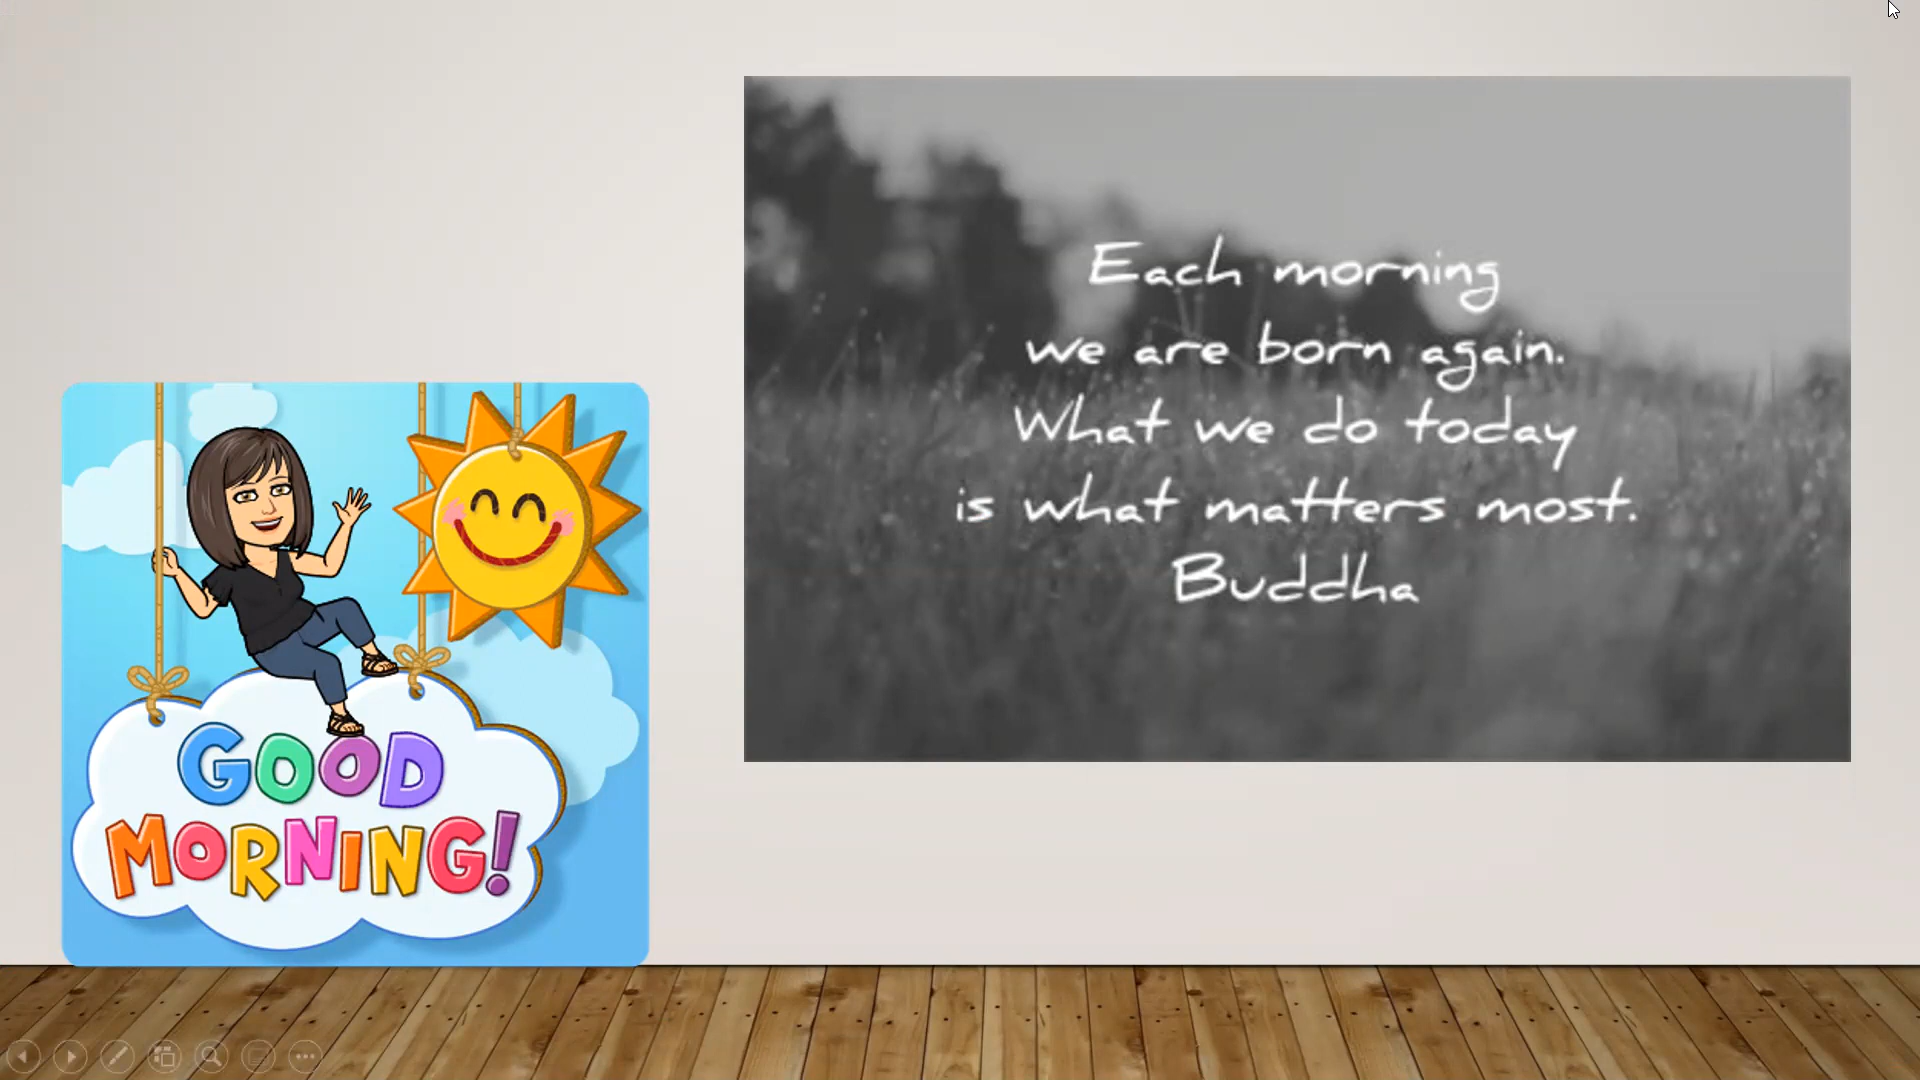 Each morning
we are born again.
What we do today
is what matters most.
Buddha
GOOD
MORNING!